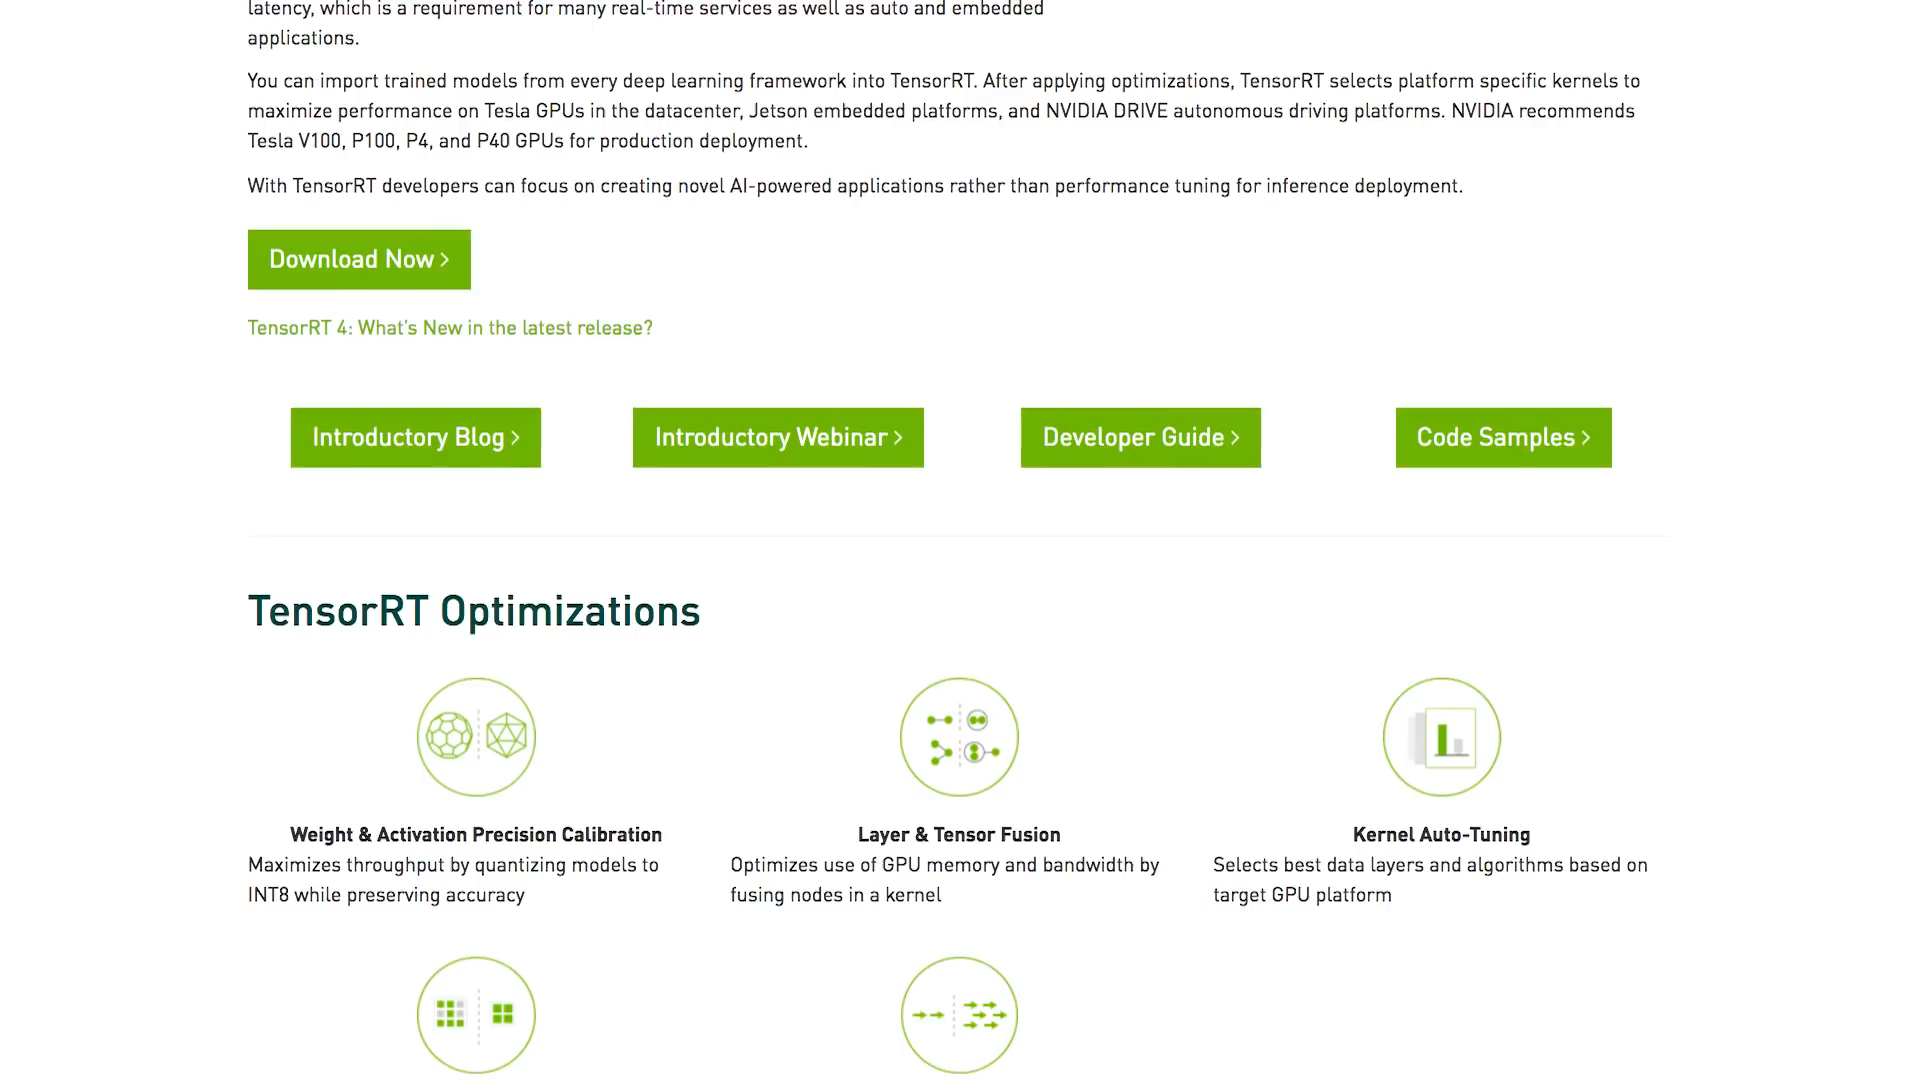 latency, which is a requirement for many real-time services as well as auto and embedded
applications.
You can import trained models from every deep learning framework into TensorRT. After applying optimizations, TensorRT selects platform specific kernels to
maximize performance on Tesla GPUs in the datacenter, Jetson embedded platforms, and NVIDIA DRIVE autonomous driving platforms. NVIDIA recommends
Tesla V100, P100, P4, and P40 GPUs for production deployment.
With TensorRT developers can focus on creating novel AI-powered applications rather than performance tuning for inference deployment.
Download Now >
TensorRT 4: What's New in the latest release?
Introductory Blog >
Introductory Webinar >
Developer Guide >
Code Samples >
TensorRT Optimizations
Weight & Activation Precision Calibration
Maximizes throughput by quantizing models to
INT8 while preserving accuracy
Layer & Tensor Fusion
Optimizes use of GPU memory and bandwidth by
fusing nodes in a kernel
Kernel Auto-Tuning
Selects best data layers and algorithms based on
target GPU platform